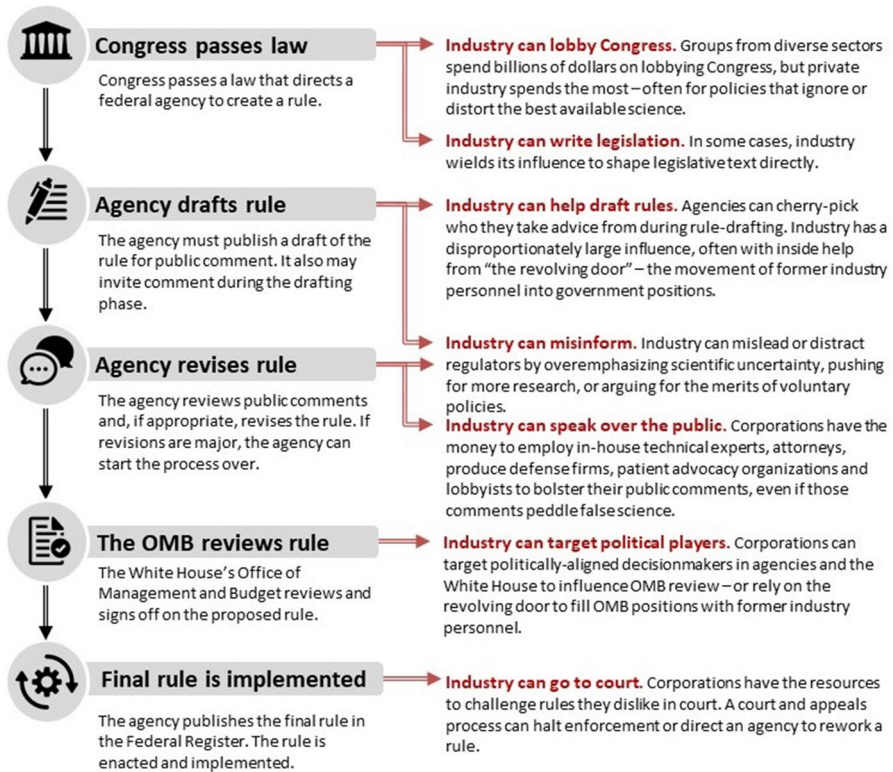 Congress passes law
Congress passes a law that directs a
federal agency to create a rule.
Industry can lobby Congress. Groups from diverse sectors
spend billions of dollars on lobbying Congress, but private
industry spends the most – often for policies that ignore or
distort the best available science.
Industry can write legislation. In some cases, industry
wields its influence to shape legislative text directly.
Agency drafts rule
The agency must publish a draft of the
rule for public comment. It also may
invite comment during the drafting
phase.
Industry can help draft rules. Agencies can cherry-pick
who they take advice from during rule-drafting. Industry has a
disproportionately large influence, often with inside help
from “the revolving door” – the movement of former industry
personnel into government positions.
Industry can misinform. Industry can mislead or distract
regulators by overemphasizing scientific uncertainty, pushing
for more research, or arguing for the merits of voluntary
policies.
Agency revises rule
The agency reviews public comments
and, if appropriate, revises the rule. If
revisions are major, the agency can
start the process over.
Industry can speak over the public. Corporations have the
money to employ in-house technical experts, attorneys,
produce defense firms, patient advocacy organizations and
lobbyists to bolster their public comments, even if those
comments peddle false science.
The OMB reviews rule
The White House’s Office of
Management and Budget reviews and
signs off on the proposed rule.
Industry can target political players. Corporations can
target politically-aligned decisionmakers in agencies and the
White House to influence OMB review – or rely on the
revolving door to fill OMB positions with former industry
personnel.
Final rule is implemented
The agency publishes the final rule in
the Federal Register. The rule is
enacted and implemented.
Industry can go to court. Corporations have the resources
to challenge rules they dislike in court. A court and appeals
process can halt enforcement or direct an agency to rework a
rule.